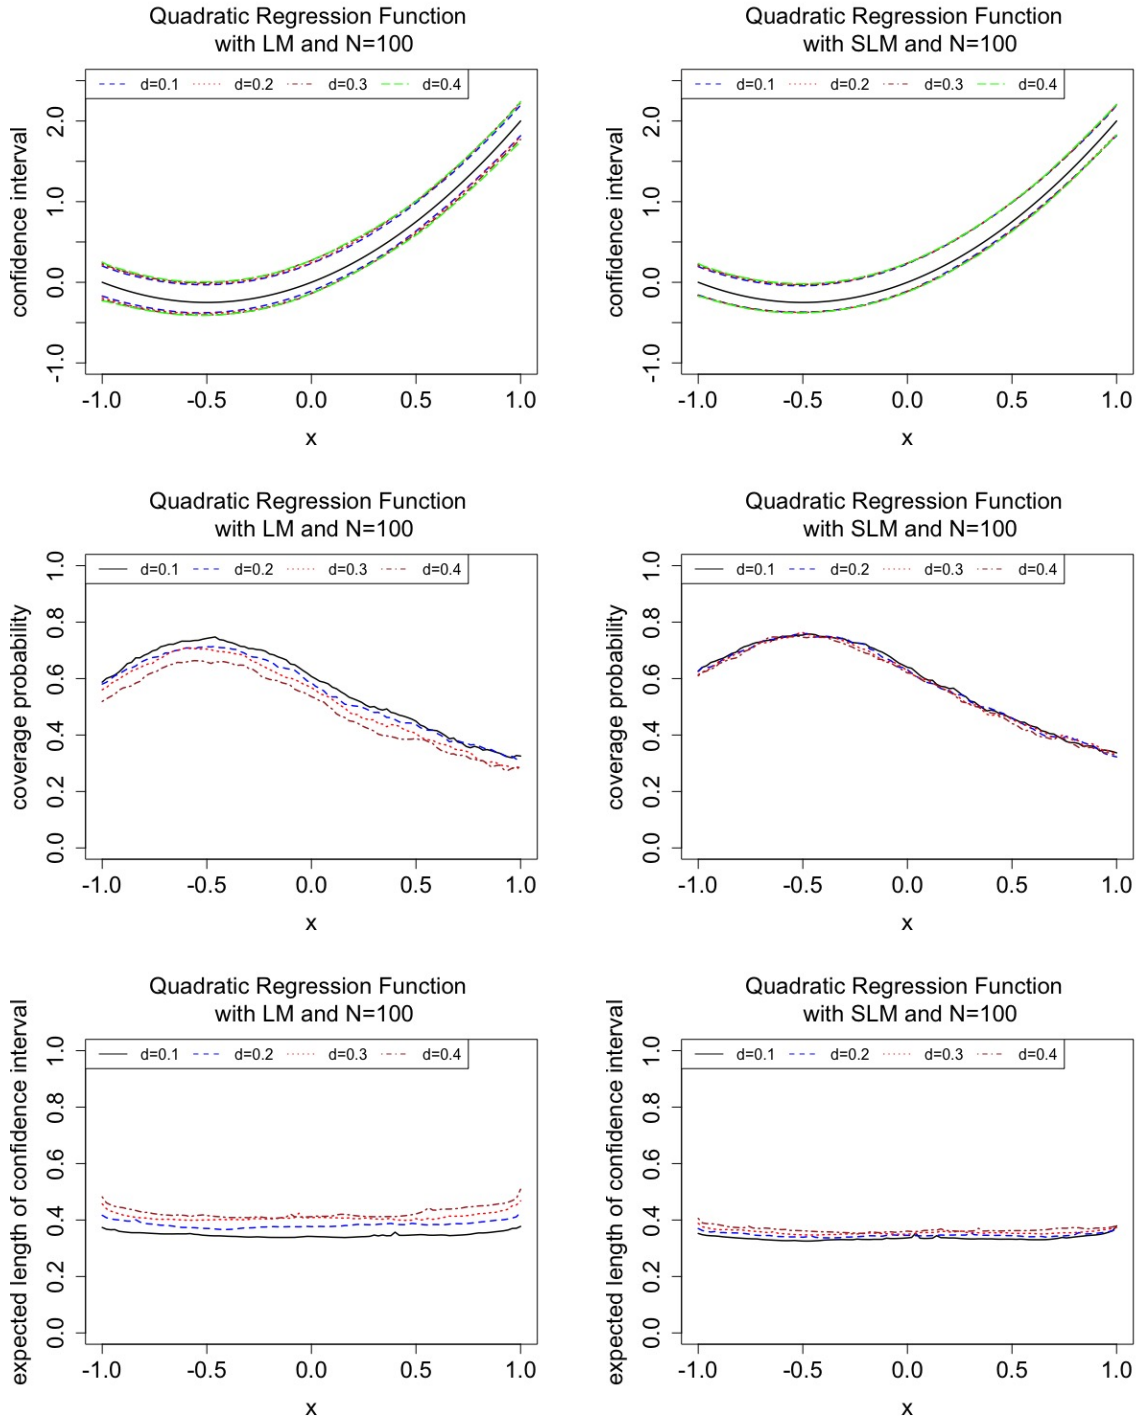 Quadratic Regression Function
with LM and N=100
d=0.1 d=0.2 d=0.3 d=0.4
confidence interval
2.0
1.0
0.0
-1.0
-1.0 -0.5 0.0 0.5 1.0
x
Quadratic Regression Function
with SLM and N=100
d=0.1 d=0.2 d=0.3 d=0.4
confidence interval
2.0
1.0
0.0
-1.0
-1.0 -0.5 0.0 0.5 1.0
x
Quadratic Regression Function
with LM and N=100
d=0.1 d=0.2 d=0.3 d=0.4
coverage probability
1.0
0.8
0.6
0.4
0.2
0.0
-1.0 -0.5 0.0 0.5 1.0
x
Quadratic Regression Function
with SLM and N=100
d=0.1 d=0.2 d=0.3 d=0.4
coverage probability
1.0
0.8
0.6
0.4
0.2
0.0
-1.0 -0.5 0.0 0.5 1.0
x
Quadratic Regression Function
with LM and N=100
d=0.1 d=0.2 d=0.3 d=0.4
expected length of confidence interval
1.0
0.8
0.6
0.4
0.2
0.0
-1.0 -0.5 0.0 0.5 1.0
x
Quadratic Regression Function
with SLM and N=100
d=0.1 d=0.2 d=0.3 d=0.4
expected length of confidence interval
1.0
0.8
0.6
0.4
0.2
0.0
-1.0 -0.5 0.0 0.5 1.0
x